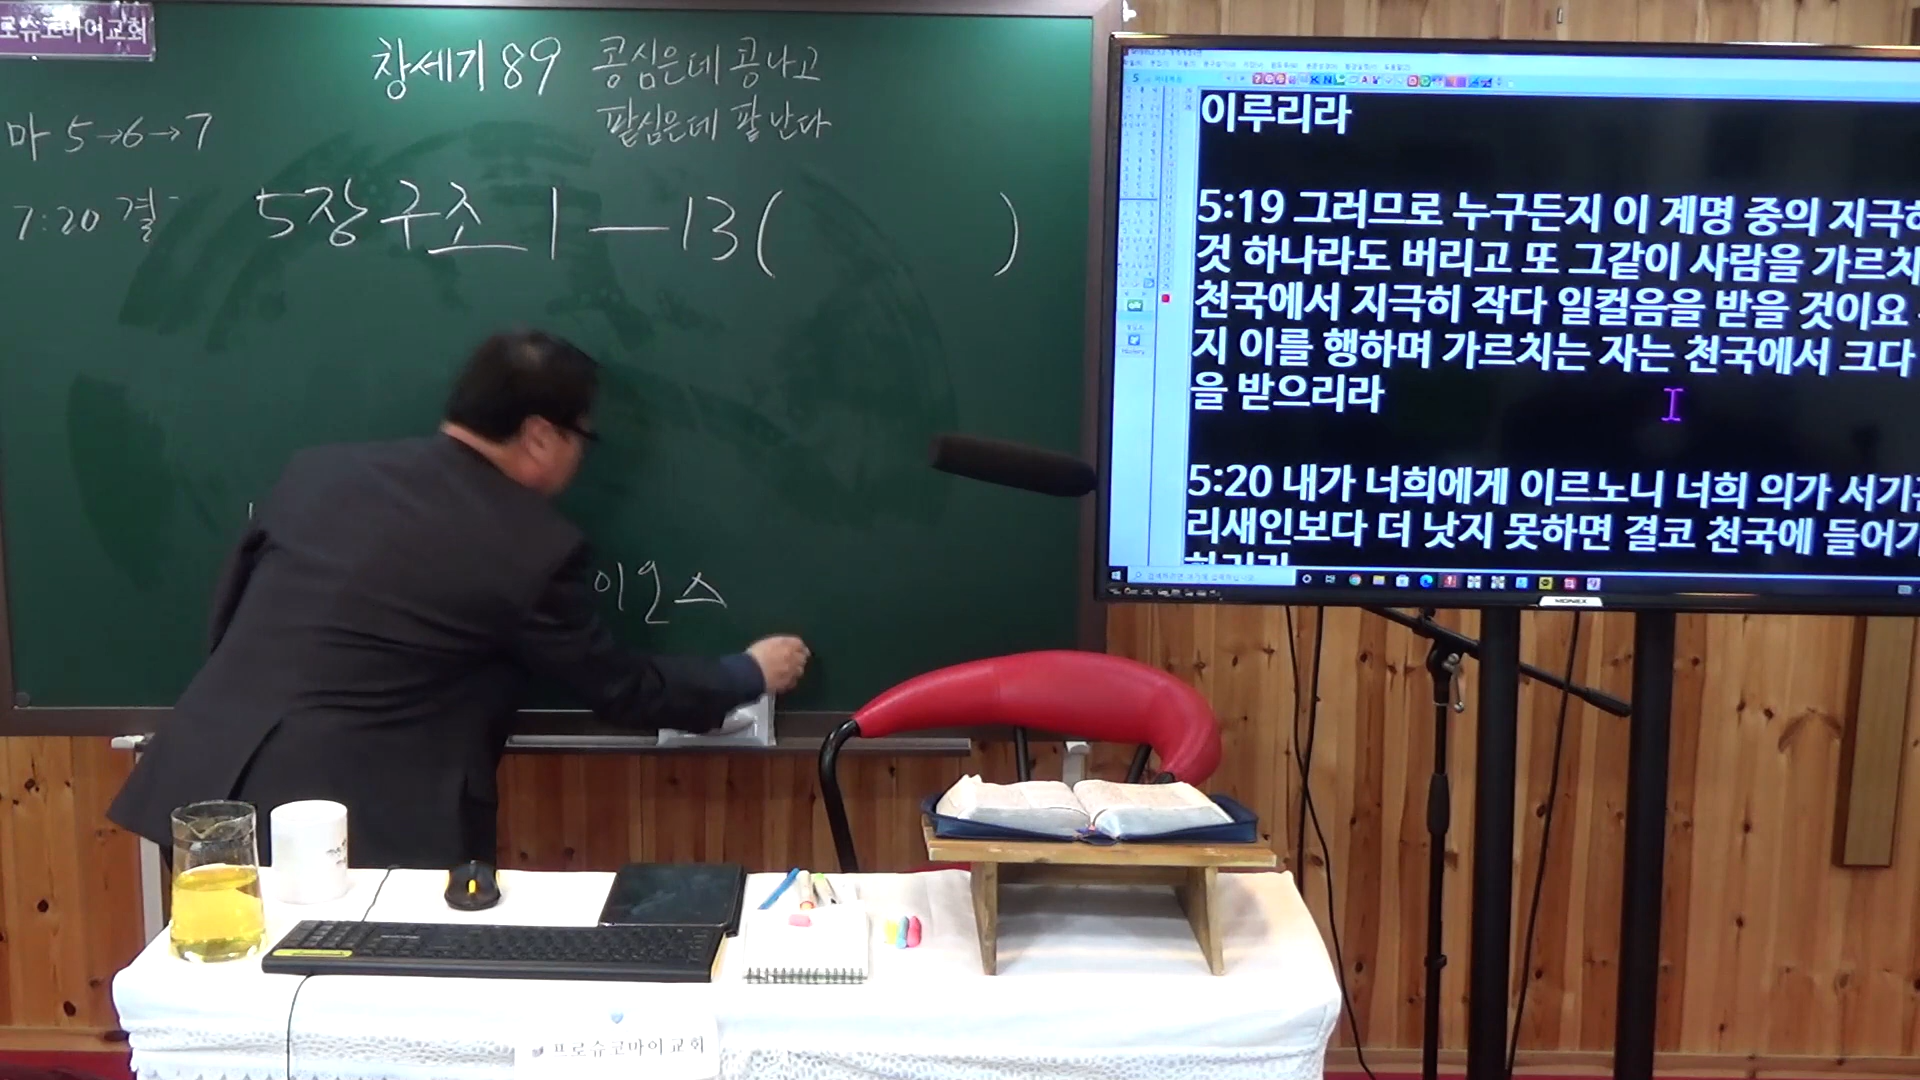 로슈코마이교회
창세기 89 콩심은데 콩나고
팥심은데 팥난다
마 5→6→7
7:20 결
5장구조 1—13( )
이오스
이루리라
5:19 그러므로 누구든지 이 계명 중의 지극히
것 하나라도 버리고 또 그같이 사람을 가르치
천국에서 지극히 작다 일컬음을 받을 것이요
지 이를 행하며 가르치는 자는 천국에서 크다
을 받으리라
5:20 내가 너희에게 이르노니 너희 의가 서기관
리새인보다 더 낫지 못하면 결코 천국에 들어가
프로슈코마이교회